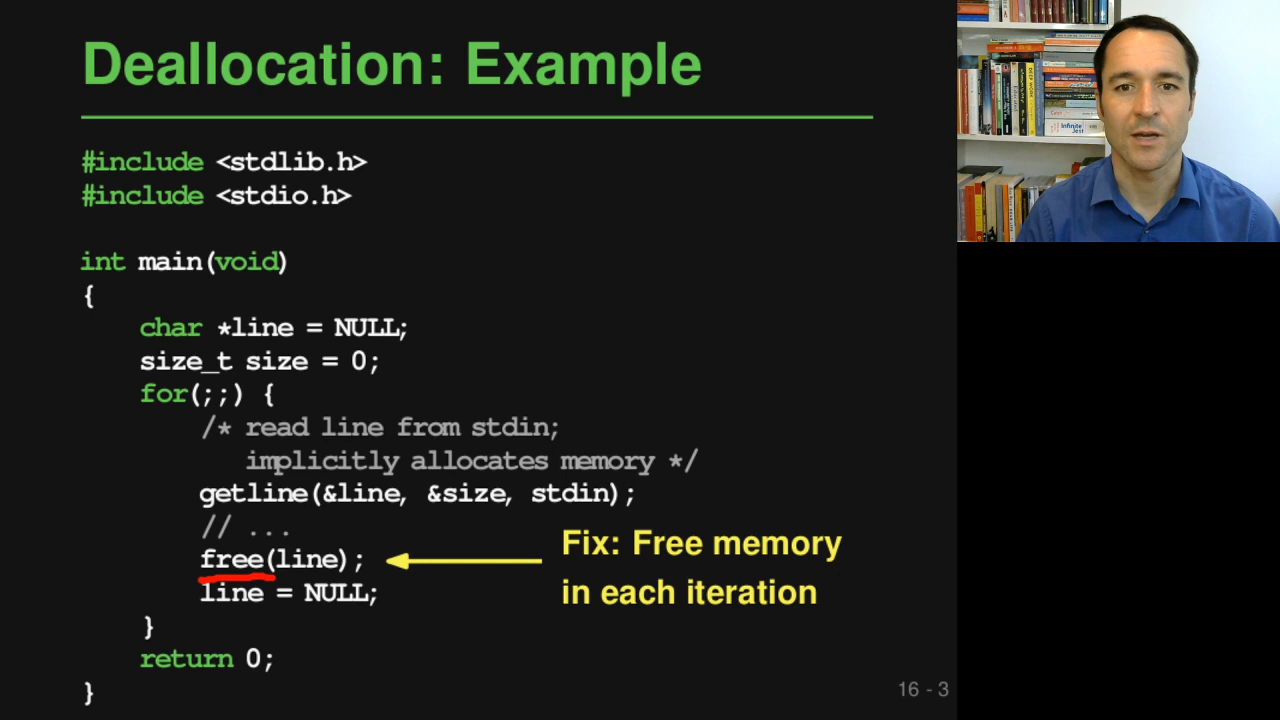 Deallocation: Example
#include <stdlib.h>
#include <stdio.h>
int main(void)
{
char *line = NULL;
size_t size = 0;
for(;;) {
/* read line from stdin;
implicitly allocates memory */
getline(&line, &size, stdin);
// ...
free(line);
line = NULL;
}
return 0;
}
Fix: Free memory
in each iteration
16 - 3
Infinite
Jest